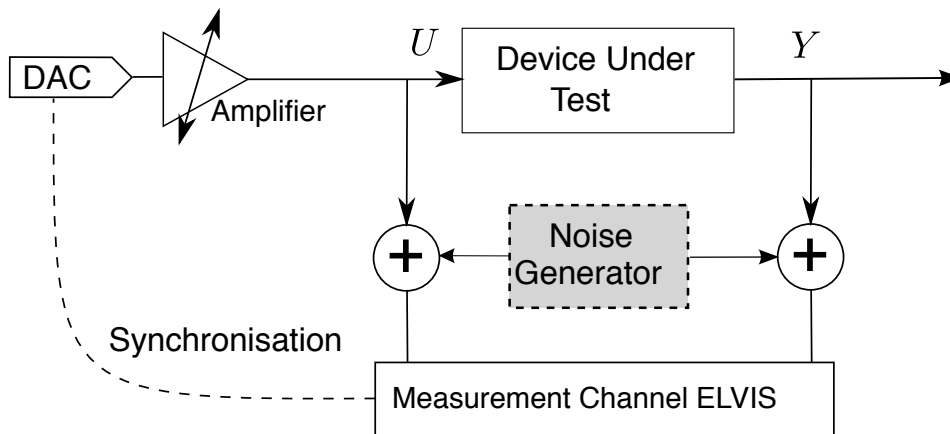 DAC
Amplifier
U
Device Under
Test
Y
Noise
Generator
Synchronisation
Measurement Channel ELVIS